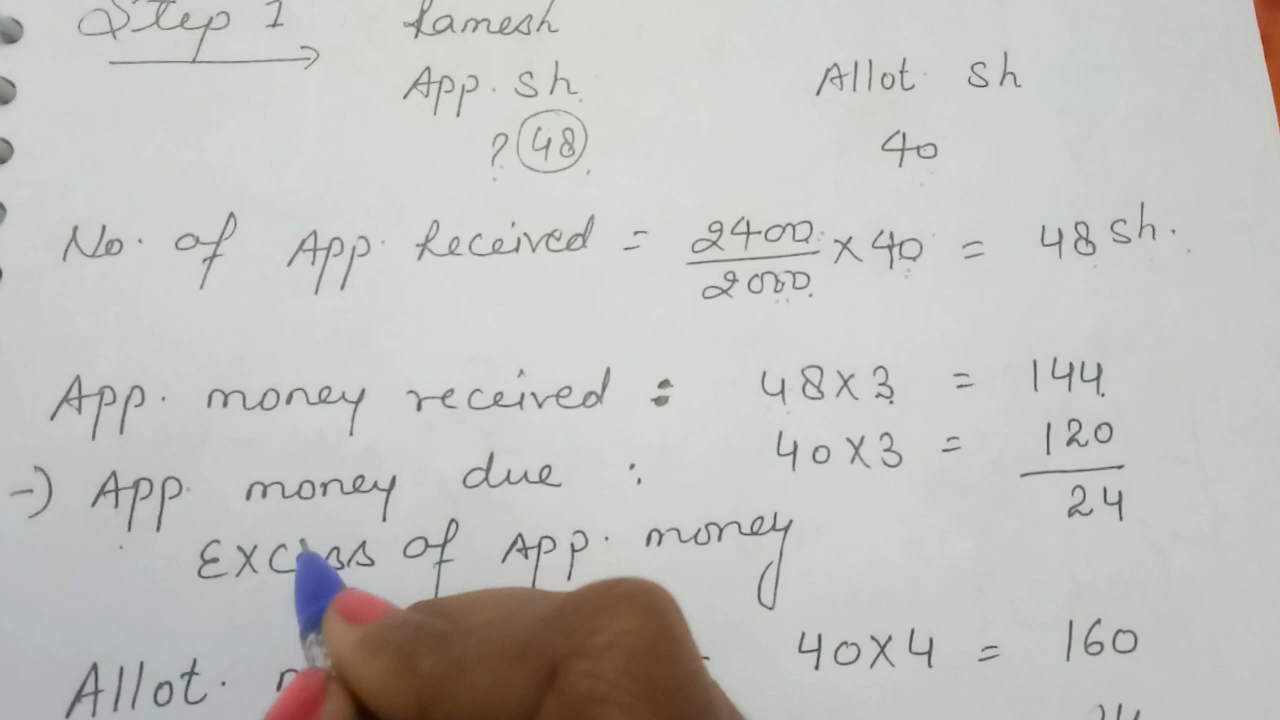 Step 1 Ramesh
App. sh. Allot. sh
? 48 40
No. of App. Received = 2400/2000 × 40 = 48 sh.
App. money received : 48 × 3 = 144
-) App. money due : 40 × 3 = 120
24
Excess of App. money
Allot. 40 × 4 = 160
24